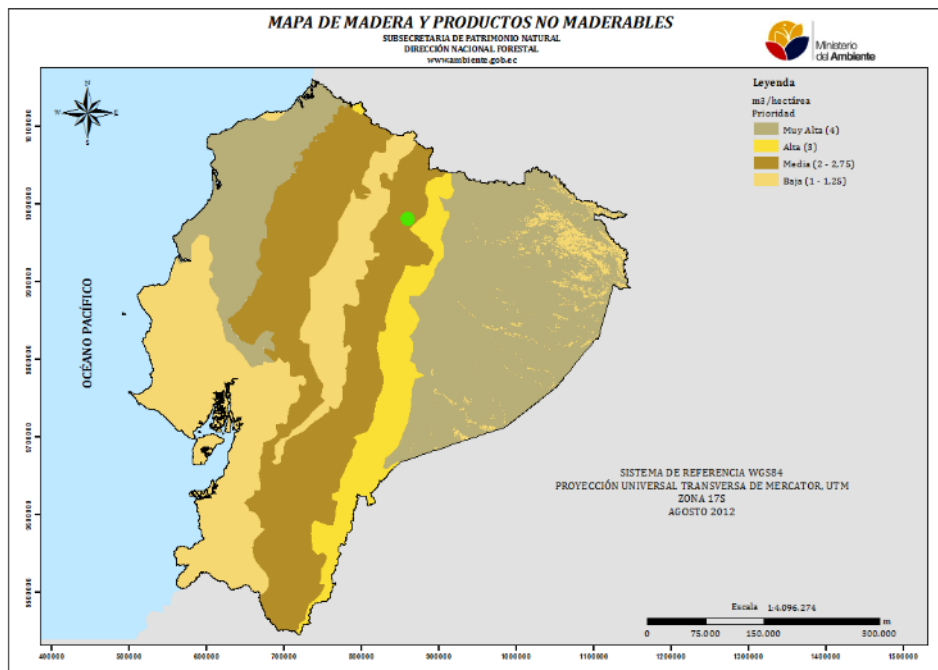 MAPA DE MADERA Y PRODUCTOS NO MADERABLES
SUBSECRETARIA DE PATRIMONIO NATURAL
DIRECCIÓN NACIONAL FORESTAL
www.ambiente.gob.ec
Ministerio
del Ambiente
Leyenda
m3/hectárea
Prioridad
Muy Alta (4)
Alta (3)
Media (2 - 2,75)
Baja (1 - 1,25)
N
W
E
S
OCÉANO PACÍFICO
SISTEMA DE REFERENCIA WGS84
PROYECCIÓN UNIVERSAL TRANSVERSA DE MERCATOR, UTM
ZONA 17S
AGOSTO 2012
Escala 1:4.096.274
m
0 75.000 150.000 300.000
400000 500000 600000 700000 800000 900000 1000000 1100000 1200000 1300000 1400000 1500000